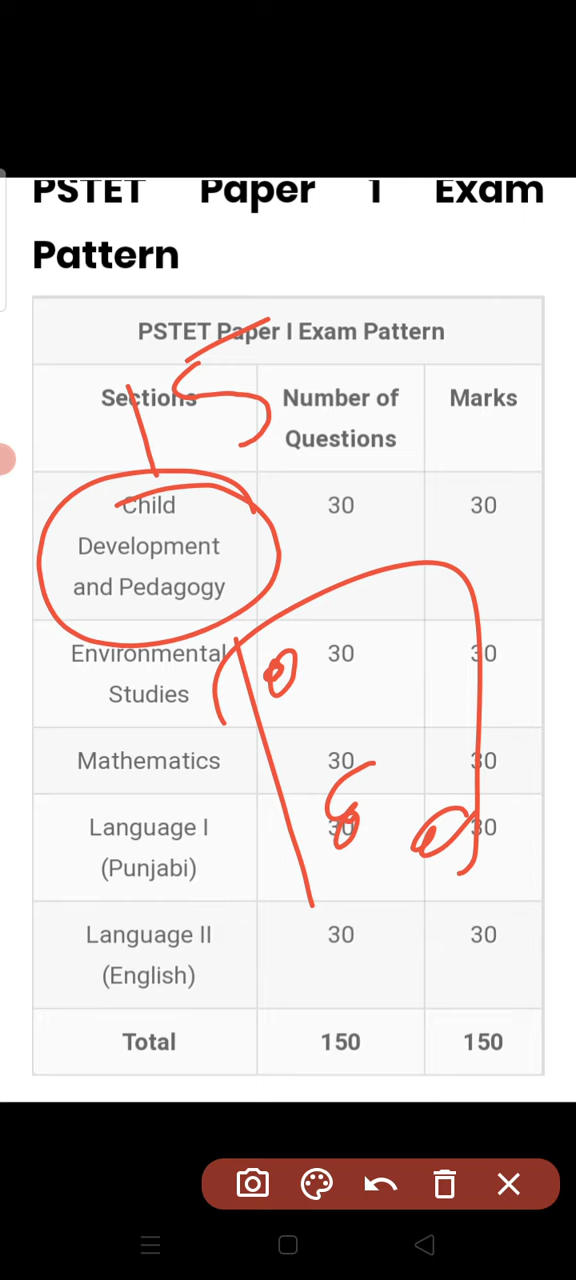 PSTET Paper 1 Exam
Pattern
PSTET Paper I Exam Pattern
Sections Number of Questions Marks
Child Development and Pedagogy 30 30
Environmental Studies 30 30
Mathematics 30 30
Language I (Punjabi) 30 30
Language II (English) 30 30
Total 150 150
15